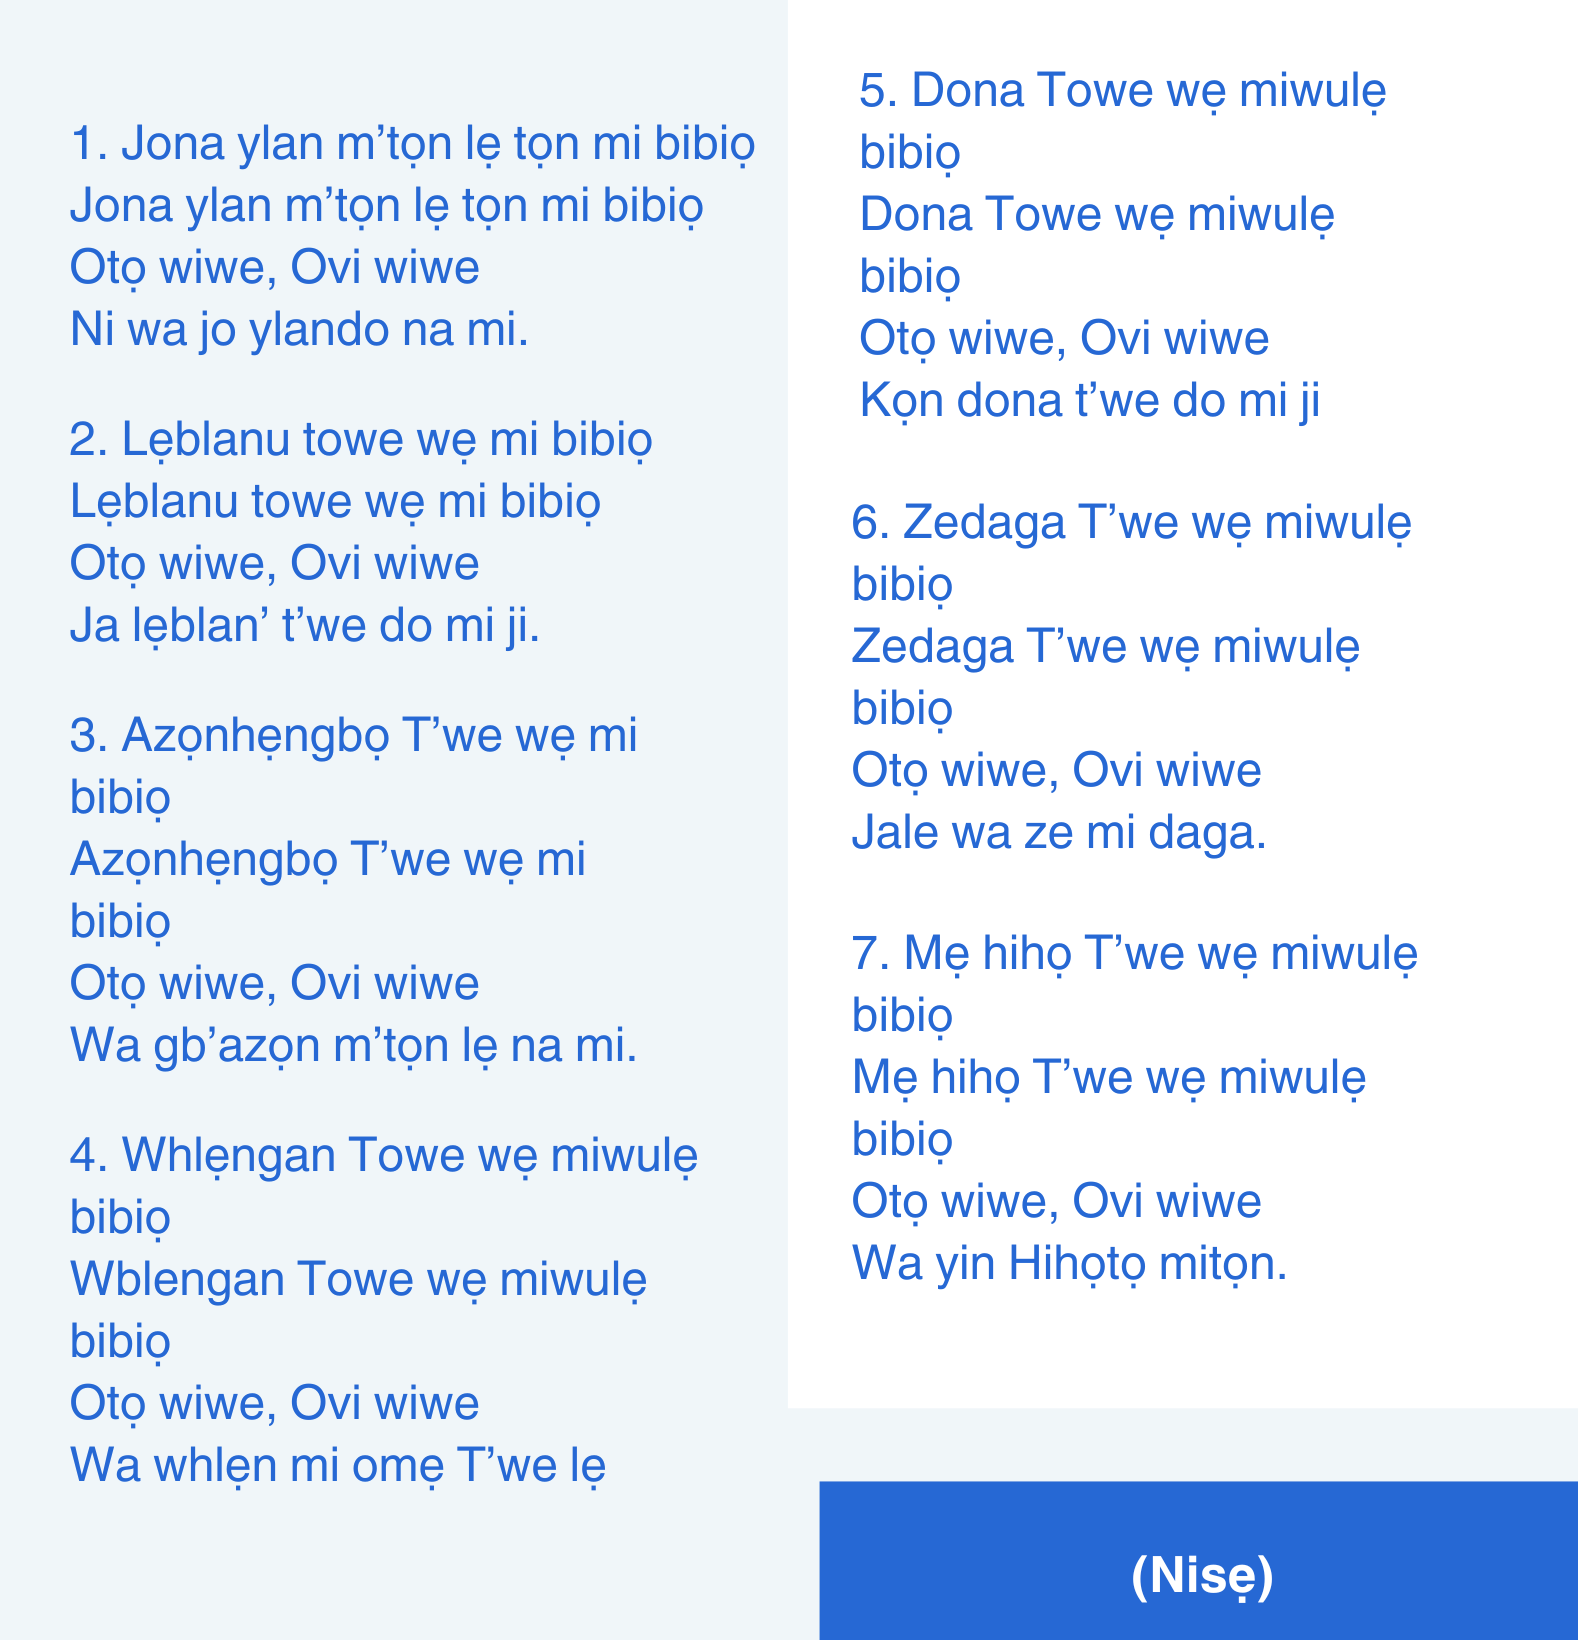 1. Jona ylan m’tọn lẹ tọn mi bibiọ
Jona ylan m’tọn lẹ tọn mi bibiọ
Otọ wiwe, Ovi wiwe
Ni wa jo ylando na mi.
2. Lẹblanu towe wẹ mi bibiọ
Lẹblanu towe wẹ mi bibiọ
Otọ wiwe, Ovi wiwe
Ja lẹblan’ t’we do mi ji.
3. Azọnhẹngbọ T’we wẹ mi
bibiọ
Azọnhẹngbọ T’we wẹ mi
bibiọ
Otọ wiwe, Ovi wiwe
Wa gb’azọn m’tọn lẹ na mi.
4. Whlẹngan Towe wẹ miwulẹ
bibiọ
Wblengan Towe wẹ miwulẹ
bibiọ
Otọ wiwe, Ovi wiwe
Wa whlẹn mi omẹ T’we lẹ
5. Dona Towe wẹ miwulẹ
bibiọ
Dona Towe wẹ miwulẹ
bibiọ
Otọ wiwe, Ovi wiwe
Kọn dona t’we do mi ji
6. Zedaga T’we wẹ miwulẹ
bibiọ
Zedaga T’we wẹ miwulẹ
bibiọ
Otọ wiwe, Ovi wiwe
Jale wa ze mi daga.
7. Mẹ hihọ T’we wẹ miwulẹ
bibiọ
Mẹ hihọ T’we wẹ miwulẹ
bibiọ
Otọ wiwe, Ovi wiwe
Wa yin Hihọtọ mitọn.
(Nisẹ)